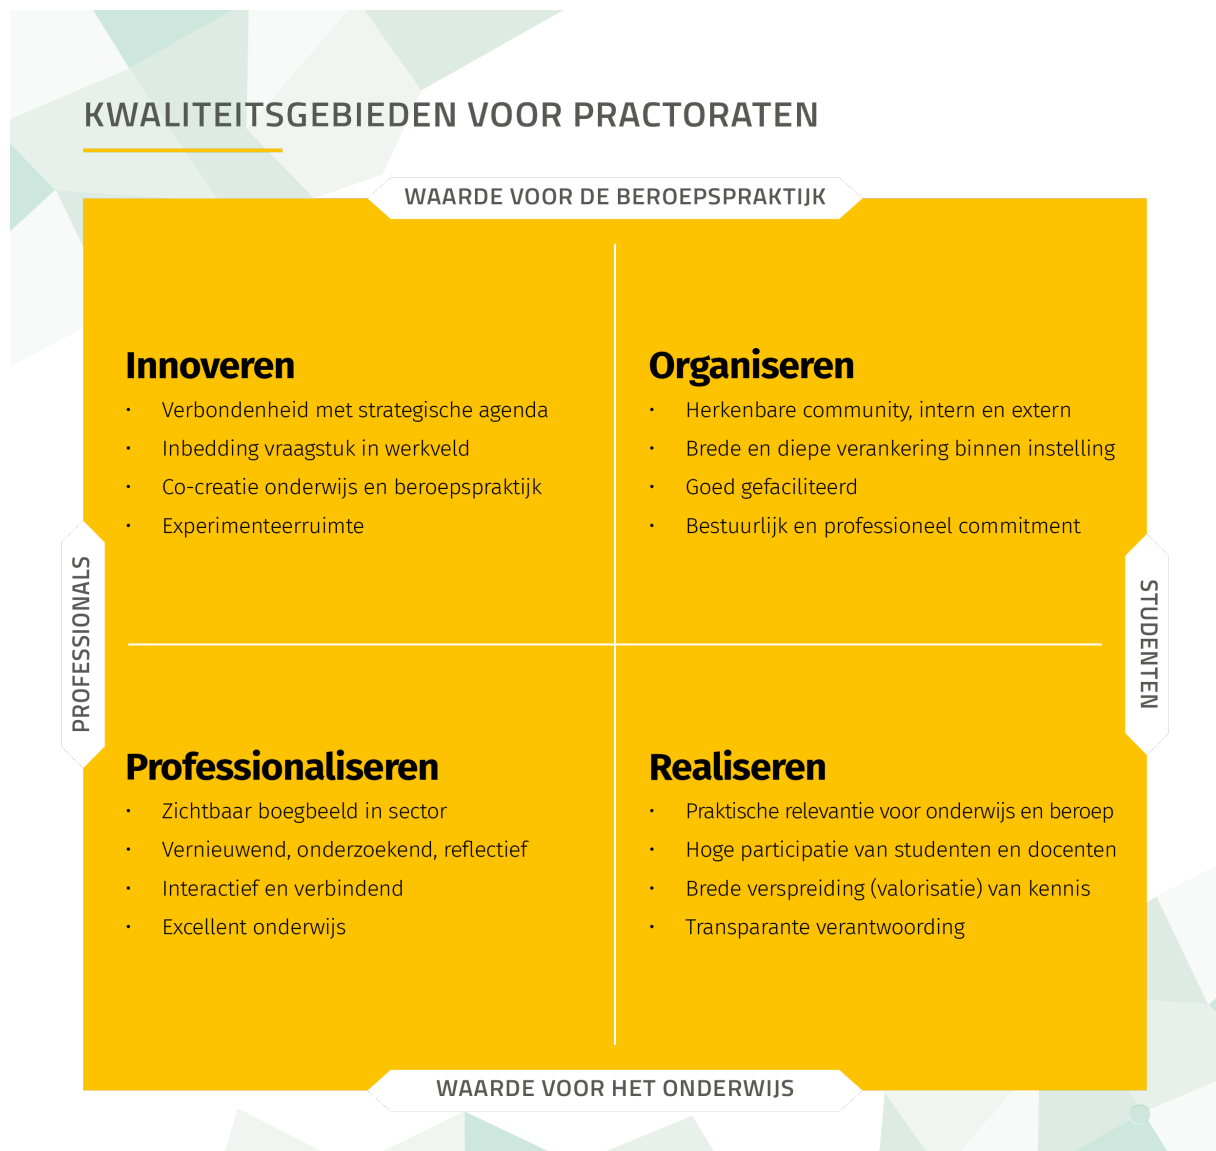 KWALITEITSGEBIEDEN VOOR PRACTORATEN
WAARDE VOOR DE BEROEPSPRAKTIJK
Innoveren
• Verbondenheid met strategische agenda
• Inbedding vraagstuk in werkveld
• Co-creatie onderwijs en beroepspraktijk
• Experimenteerruimte
Organiseren
• Herkenbare community, intern en extern
• Brede en diepe verankering binnen instelling
• Goed gefaciliteerd
• Bestuurlijk en professioneel commitment
PROFESSIONALS
STUDENTEN
Professionaliseren
• Zichtbaar boegbeeld in sector
• Vernieuwend, onderzoekend, reflectief
• Interactief en verbindend
• Excellent onderwijs
Realiseren
• Praktische relevantie voor onderwijs en beroep
• Hoge participatie van studenten en docenten
• Brede verspreiding (valorisatie) van kennis
• Transparante verantwoording
WAARDE VOOR HET ONDERWIJS